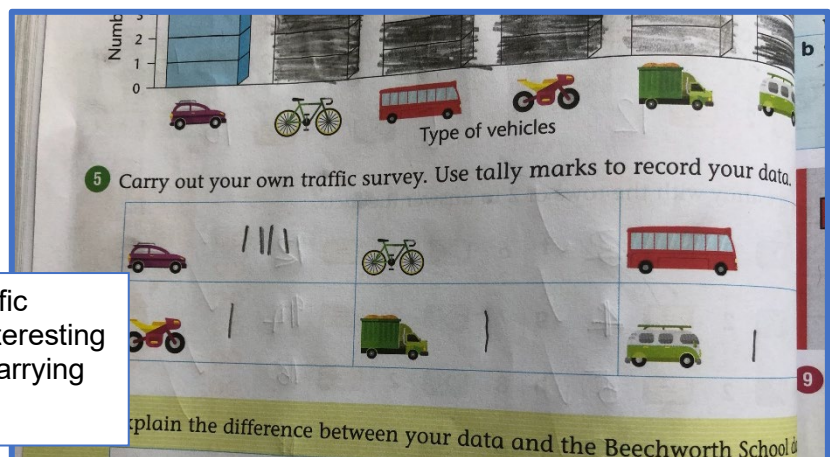 Numb
3
2
1
0
b
Type of vehicles
5 Carry out your own traffic survey. Use tally marks to record your data.
fic
teresting
arrying
9
xplain the difference between your data and the Beechworth School